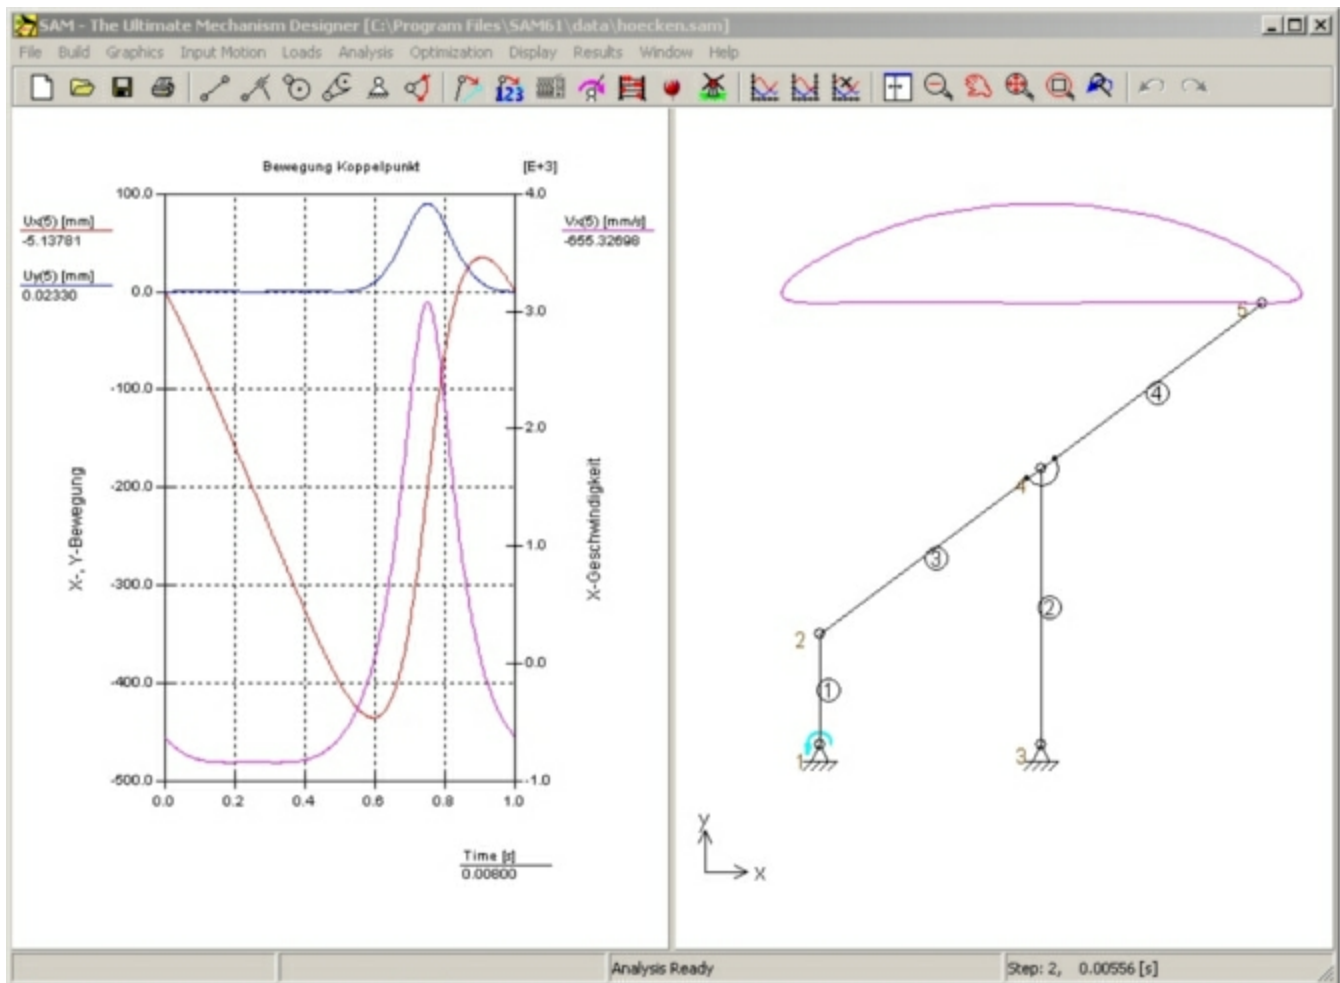 SAM - The Ultimate Mechanism Designer [C:\Program Files\SAM61\data\hoecken.sam]
File Build Graphics Input Motion Loads Analysis Optimization Display Results Window Help
123
Bewegung Koppelpunkt
[E+3]
100.0
4.0
Ux(5) [mm]
-5.13781
Vx(5) [mm/s]
-655.32698
Uy(5) [mm]
0.02330
0.0
3.0
-100.0
2.0
-200.0
1.0
-300.0
0.0
-400.0
-500.0
-1.0
X-, Y-Bewegung
X-Geschwindigkeit
0.0 0.2 0.4 0.6 0.8 1.0
Time [s]
0.00800
5
4
4
3
2
2
1
1
3
y
x
Analysis Ready
Step: 2, 0.00556 [s]